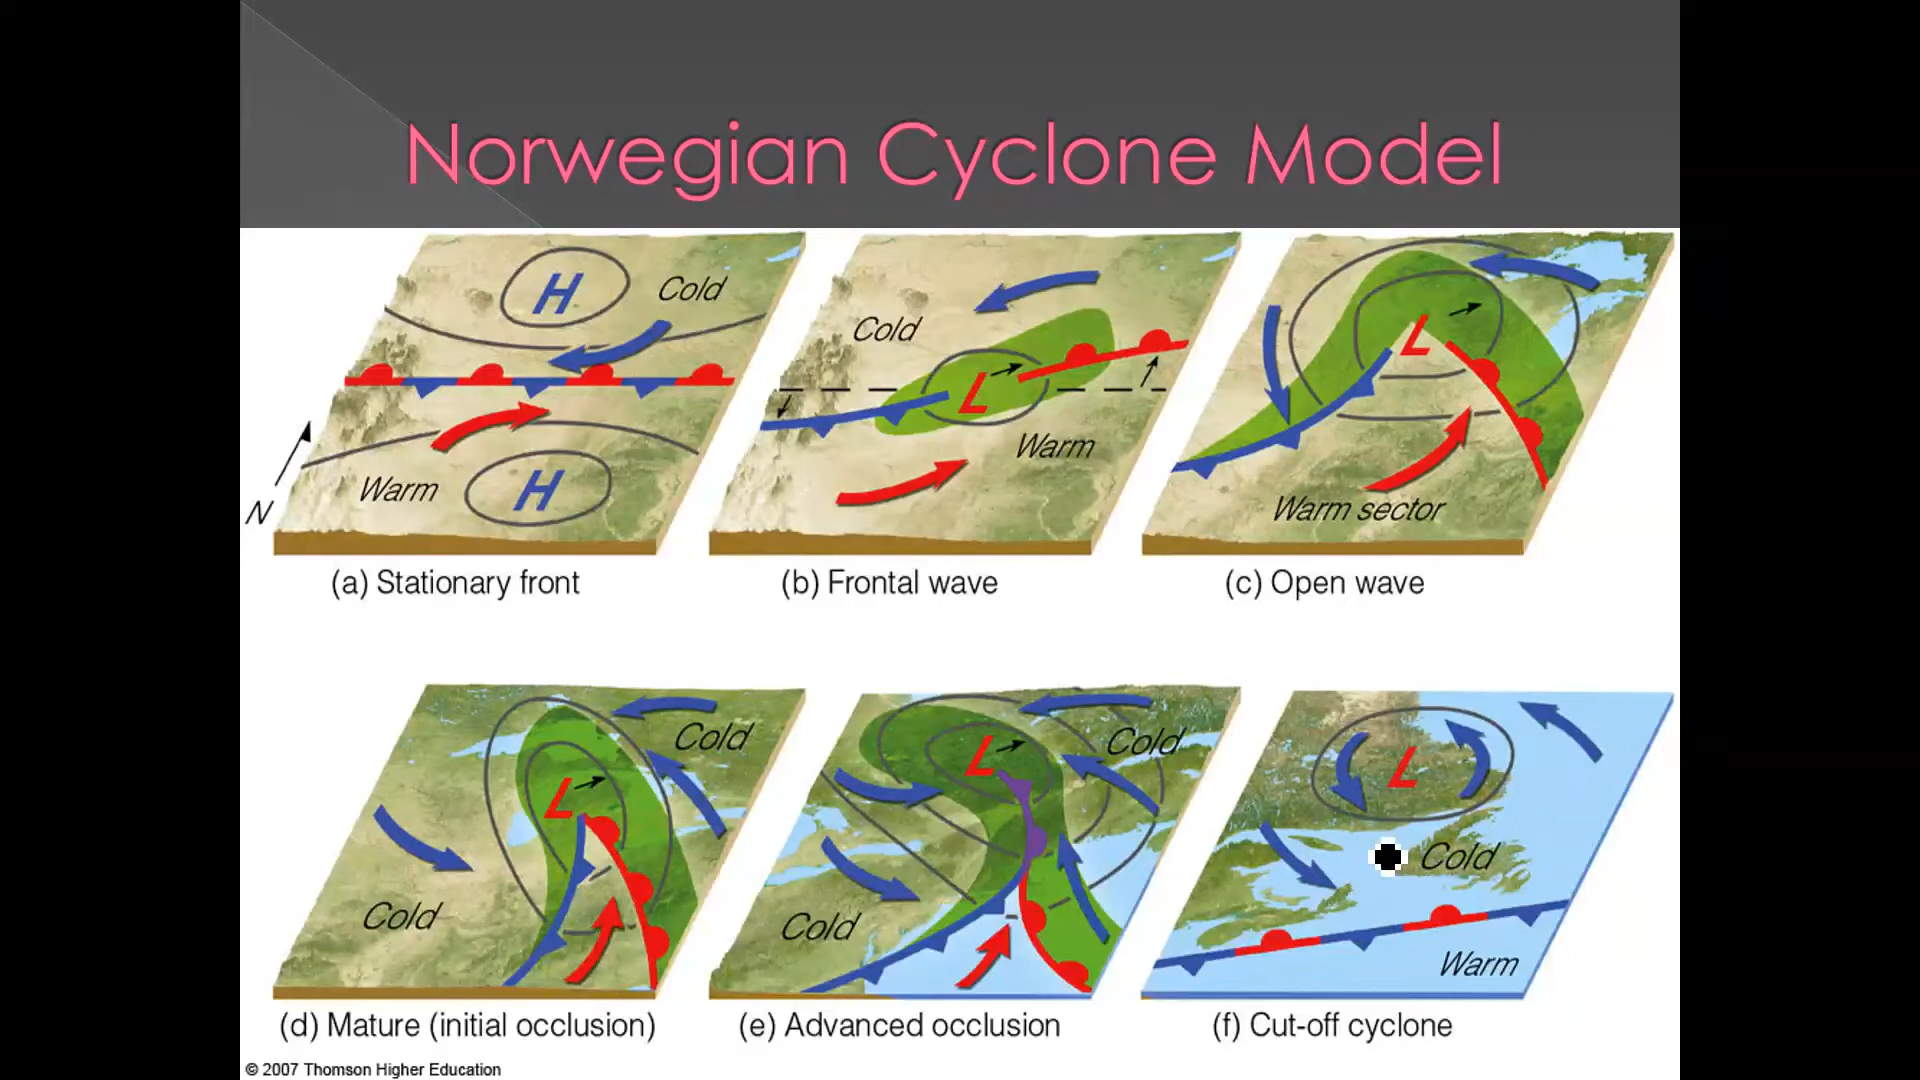 Norwegian Cyclone Model
H
Cold
Warm
H
N
(a) Stationary front
Cold
L
Warm
(b) Frontal wave
L
Warm sector
(c) Open wave
Cold
L
Cold
(d) Mature (initial occlusion)
L
Cold
Cold
(e) Advanced occlusion
L
Cold
Warm
(f) Cut-off cyclone
© 2007 Thomson Higher Education